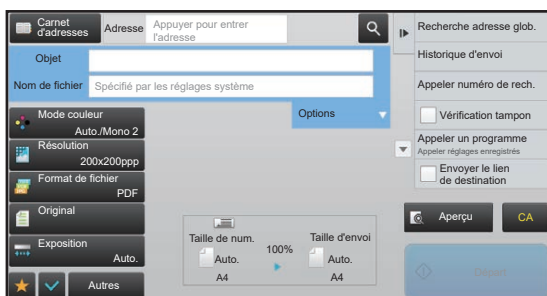 Carnet
d'adresses
Adresse
Appuyer pour entrer
l'adresse
Objet
Nom de fichier
Spécifié par les réglages système
Options
Mode couleur
Auto./Mono 2
Résolution
200x200ppp
Format de fichier
PDF
Original
Exposition
Auto.
Autres
Taille de num.
100%
Taille d'envoi
Auto.
Auto.
A4
A4
Recherche adresse glob.
Historique d'envoi
Appeler numéro de rech.
Vérification tampon
Appeler un programme
Appeler réglages enregistrés
Envoyer le lien
de destination
Aperçu
CA
Départ